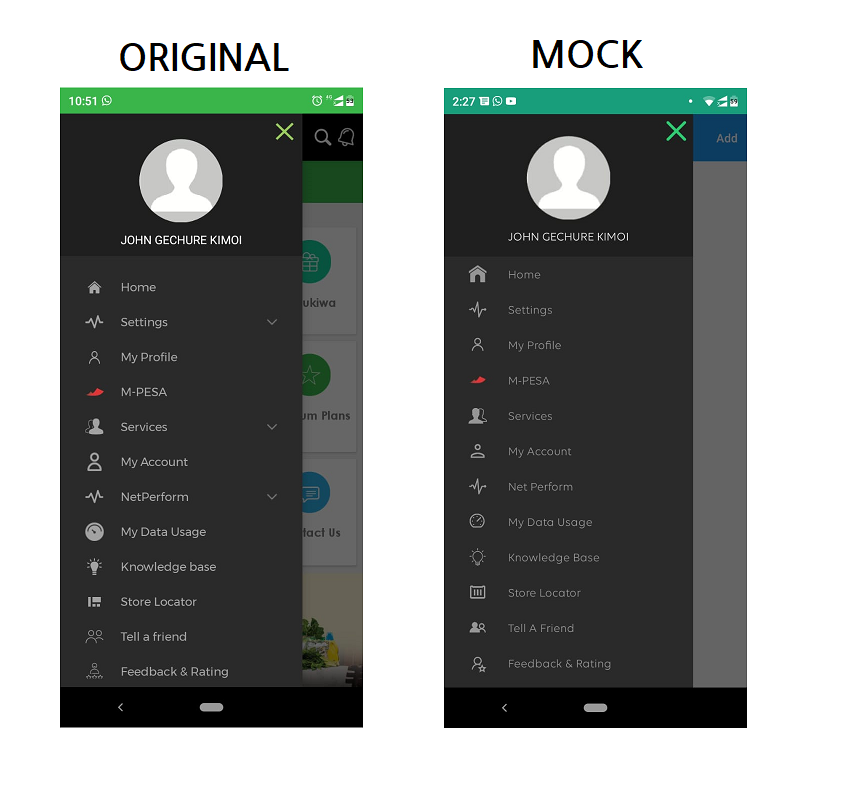 ORIGINAL
10:51
4G
JOHN GECHURE KIMOI
Home
Settings
My Profile
M-PESA
Services
My Account
NetPerform
My Data Usage
Knowledge base
Store Locator
Tell a friend
Feedback & Rating
ukiwa
um Plans
tact Us
MOCK
2:27
Add
JOHN GECHURE KIMOI
Home
Settings
My Profile
M-PESA
Services
My Account
Net Perform
My Data Usage
Knowledge Base
Store Locator
Tell A Friend
Feedback & Rating